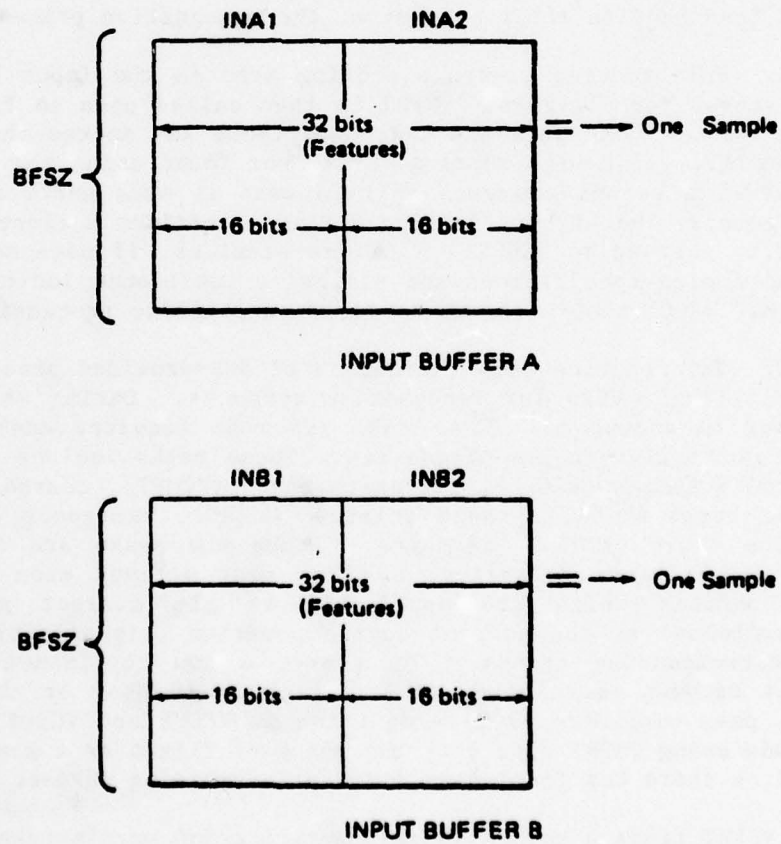 INA1 INA2
32 bits
(Features)
One Sample
BFSZ
16 bits 16 bits
INPUT BUFFER A
INB1 INB2
32 bits
(Features)
One Sample
BFSZ
16 bits 16 bits
INPUT BUFFER B